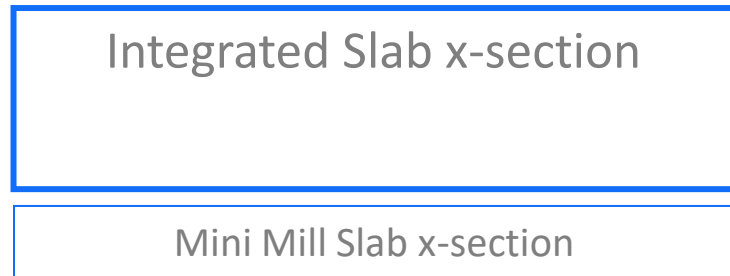 Integrated Slab x-section
Mini Mill Slab x-section